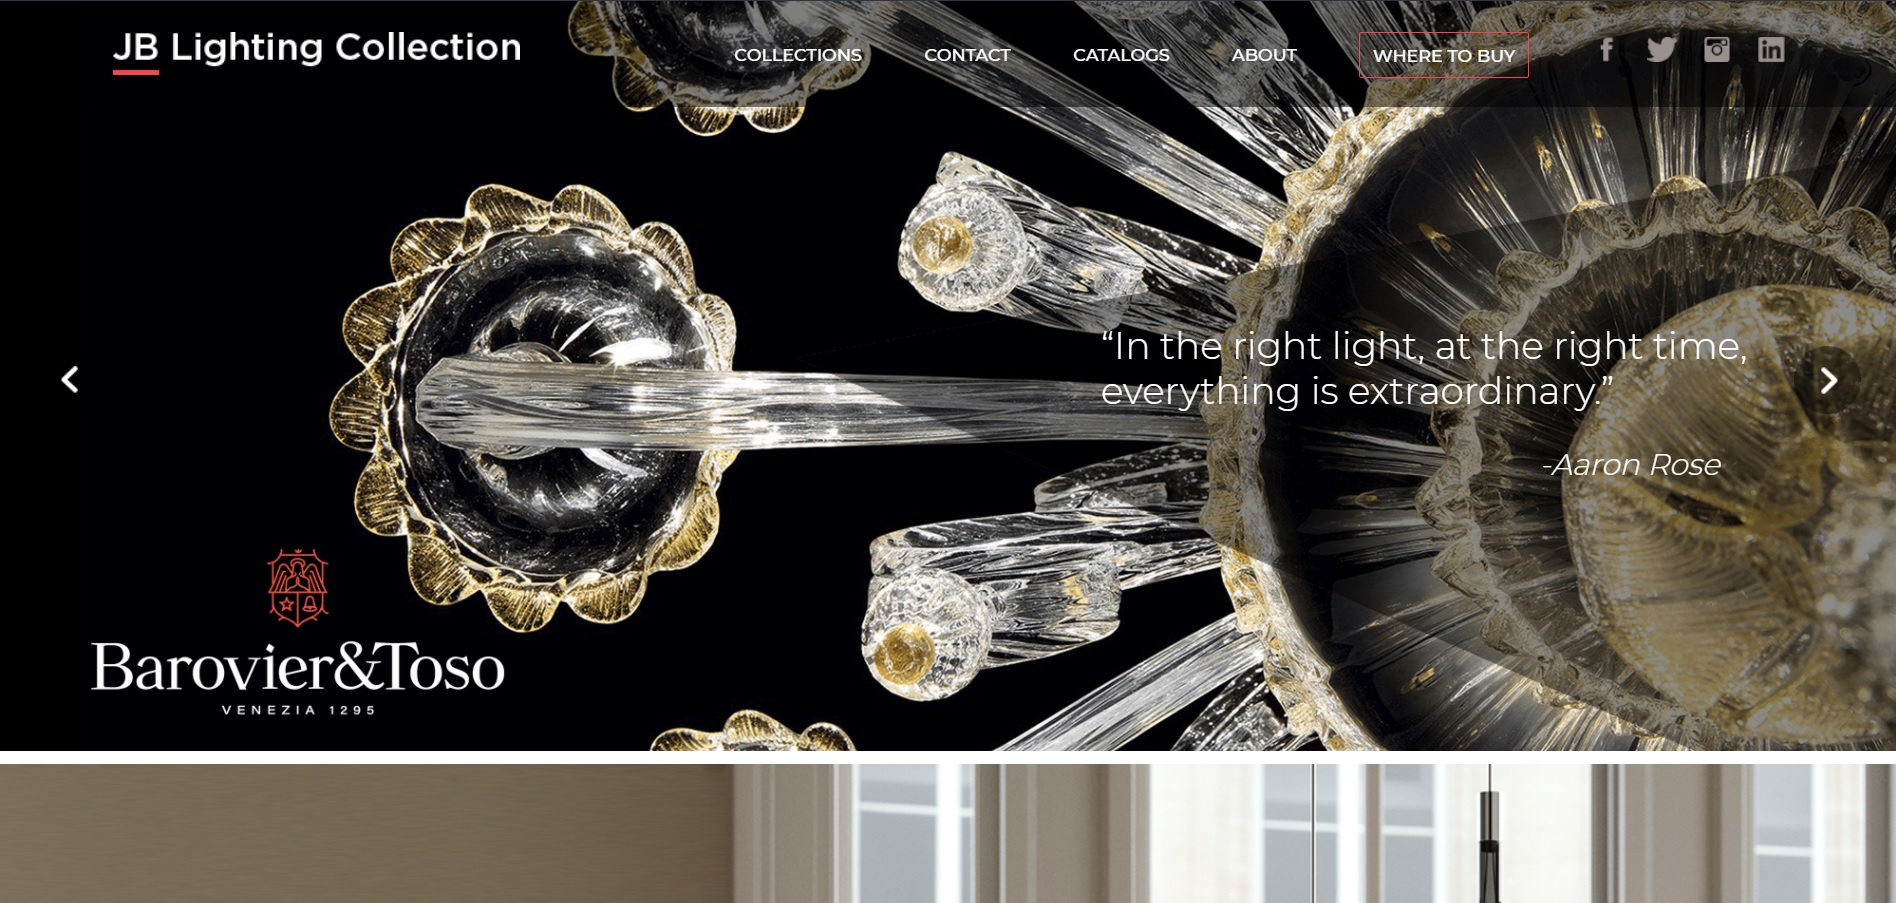 JB Lighting Collection
COLLECTIONS
CONTACT
CATALOGS
ABOUT
WHERE TO BUY
“In the right light, at the right time,
everything is extraordinary.”
-Aaron Rose
Barovier&Toso
VENEZIA 1295